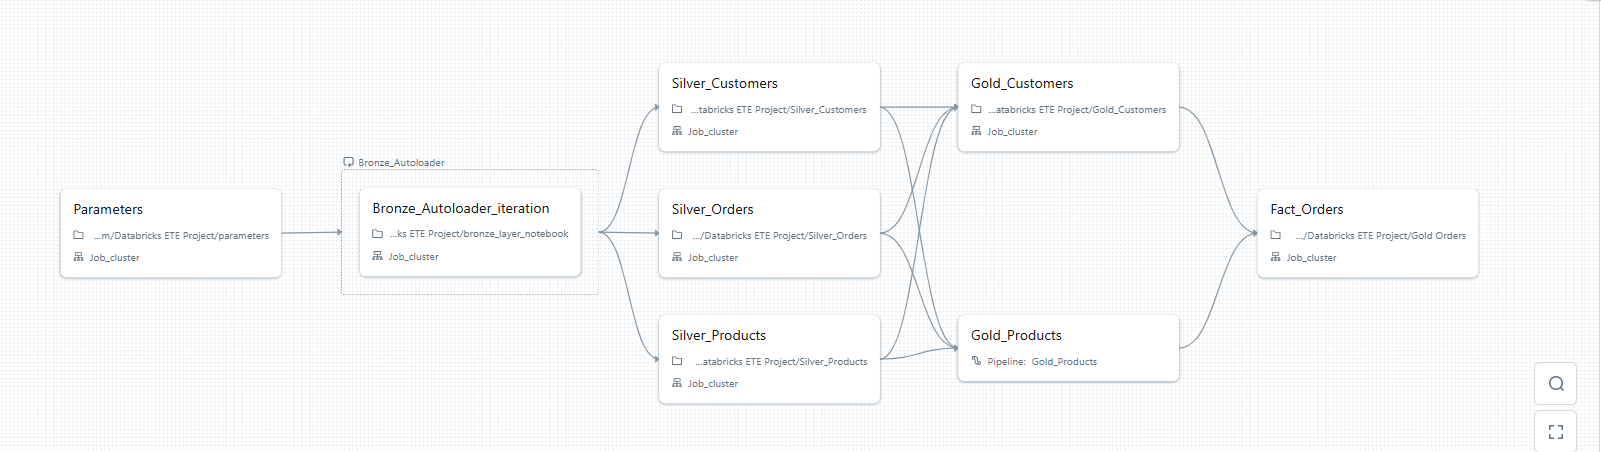 Parameters
...m/Databricks ETE Project/parameters
Job_cluster
Bronze_Autoloader
Bronze_Autoloader_iteration
...ks ETE Project/bronze_layer_notebook
Job_cluster
Silver_Customers
...tabricks ETE Project/Silver_Customers
Job_cluster
Silver_Orders
.../Databricks ETE Project/Silver_Orders
Job_cluster
Silver_Products
...atabricks ETE Project/Silver_Products
Job_cluster
Gold_Customers
...atabricks ETE Project/Gold_Customers
Job_cluster
Gold_Products
Pipeline: Gold_Products
Fact_Orders
.../Databricks ETE Project/Gold Orders
Job_cluster